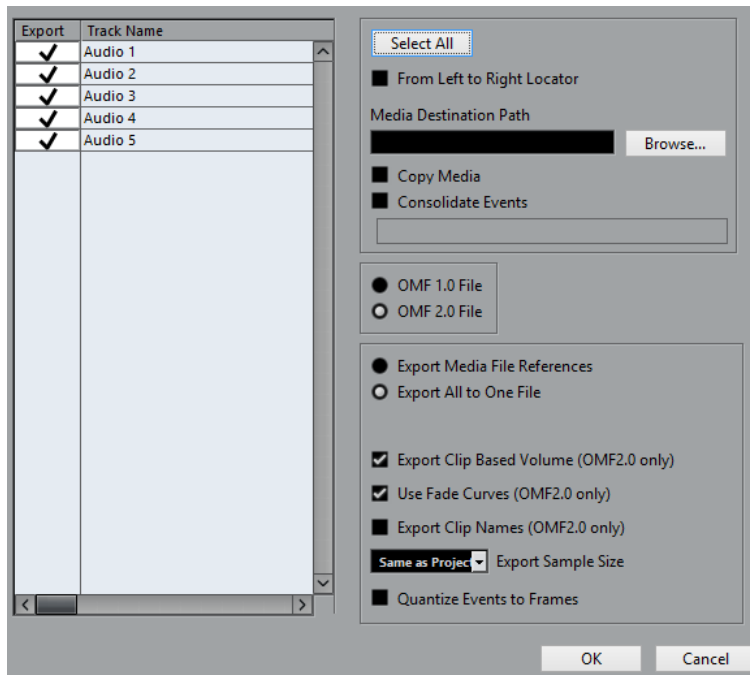 Export Track Name
Audio 1
Audio 2
Audio 3
Audio 4
Audio 5
Select All
From Left to Right Locator
Media Destination Path
Browse...
Copy Media
Consolidate Events
OMF 1.0 File
OMF 2.0 File
Export Media File References
Export All to One File
Export Clip Based Volume (OMF2.0 only)
Use Fade Curves (OMF2.0 only)
Export Clip Names (OMF2.0 only)
Same as Projec Export Sample Size
Quantize Events to Frames
OK Cancel